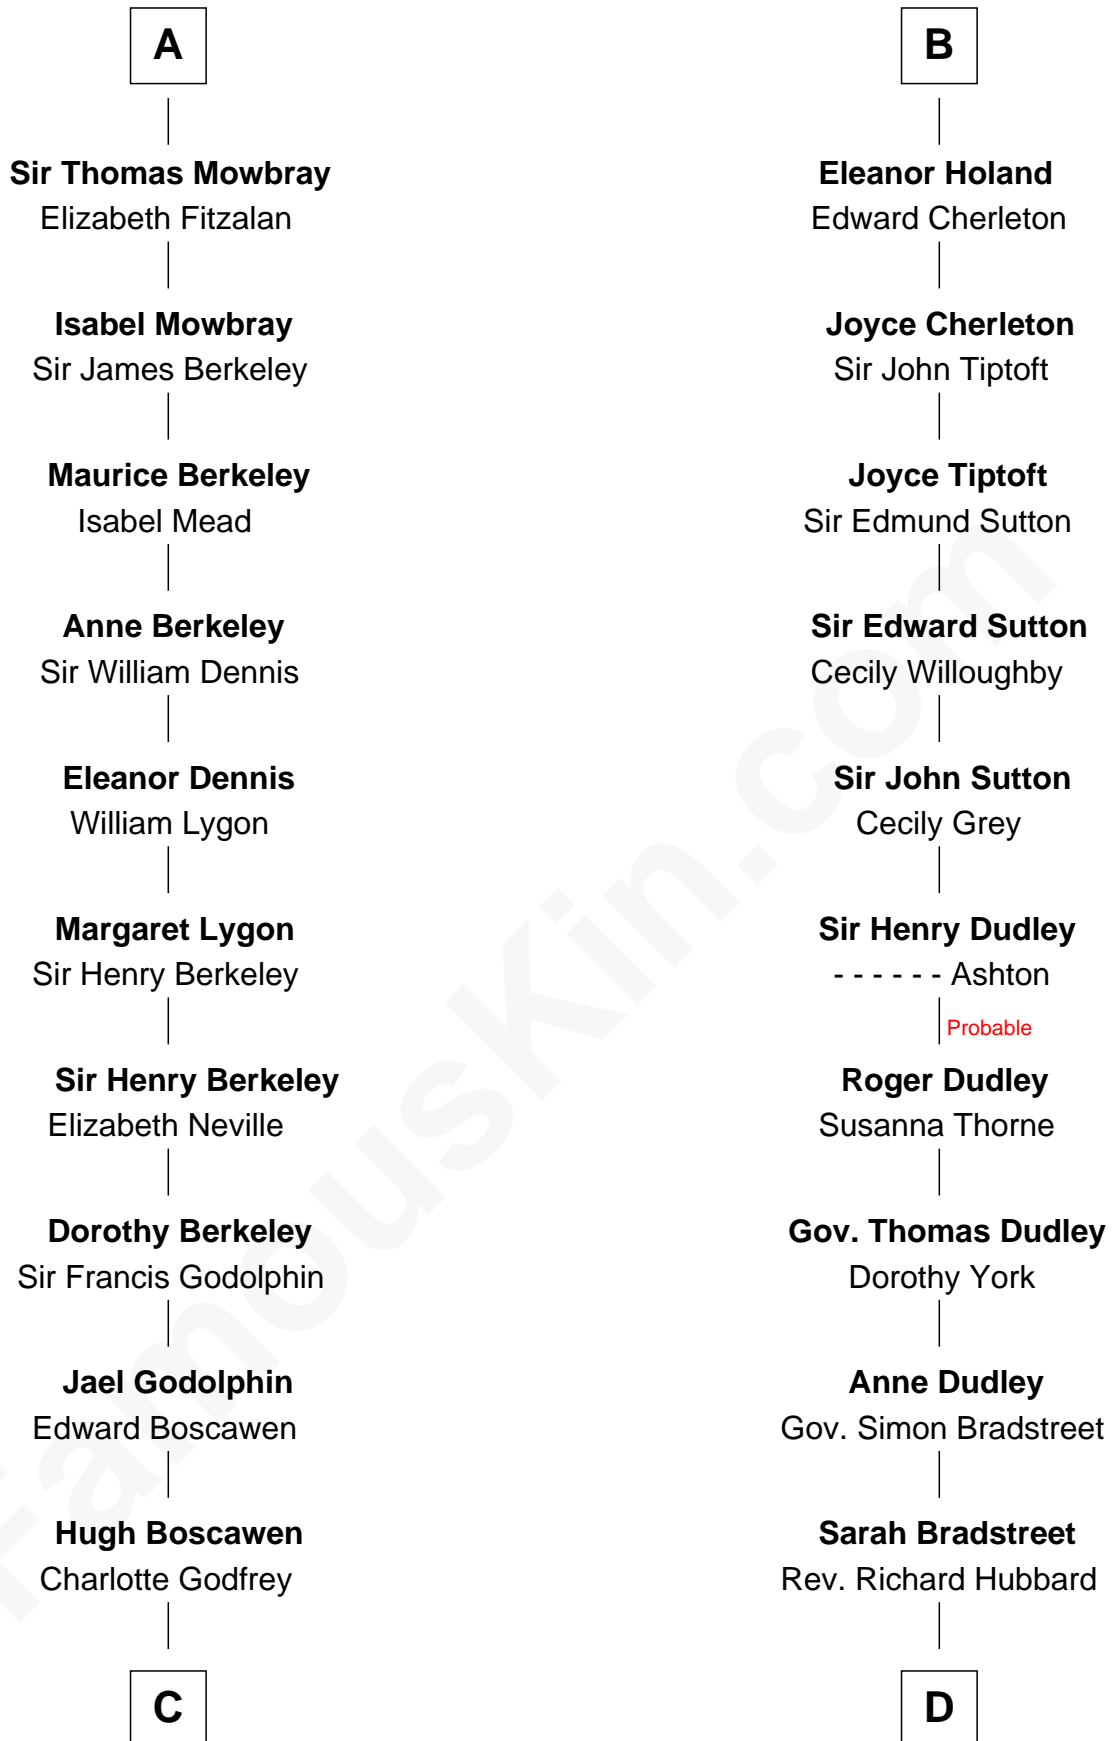 A
Sir Thomas Mowbray
Elizabeth Fitzalan
Isabel Mowbray
Sir James Berkeley
Maurice Berkeley
Isabel Mead
Anne Berkeley
Sir William Dennis
Eleanor Dennis
William Lygon
Margaret Lygon
Sir Henry Berkeley
Sir Henry Berkeley
Elizabeth Neville
Dorothy Berkeley
Sir Francis Godolphin
Jael Godolphin
Edward Boscawen
Hugh Boscawen
Charlotte Godfrey
C
B
Eleanor Holand
Edward Cherleton
Joyce Cherleton
Sir John Tiptoft
Joyce Tiptoft
Sir Edmund Sutton
Sir Edward Sutton
Cecily Willoughby
Sir John Sutton
Cecily Grey
Sir Henry Dudley
- - - - - - Ashton
Probable
Roger Dudley
Susanna Thorne
Gov. Thomas Dudley
Dorothy York
Anne Dudley
Gov. Simon Bradstreet
Sarah Bradstreet
Rev. Richard Hubbard
D
FamousKin.com